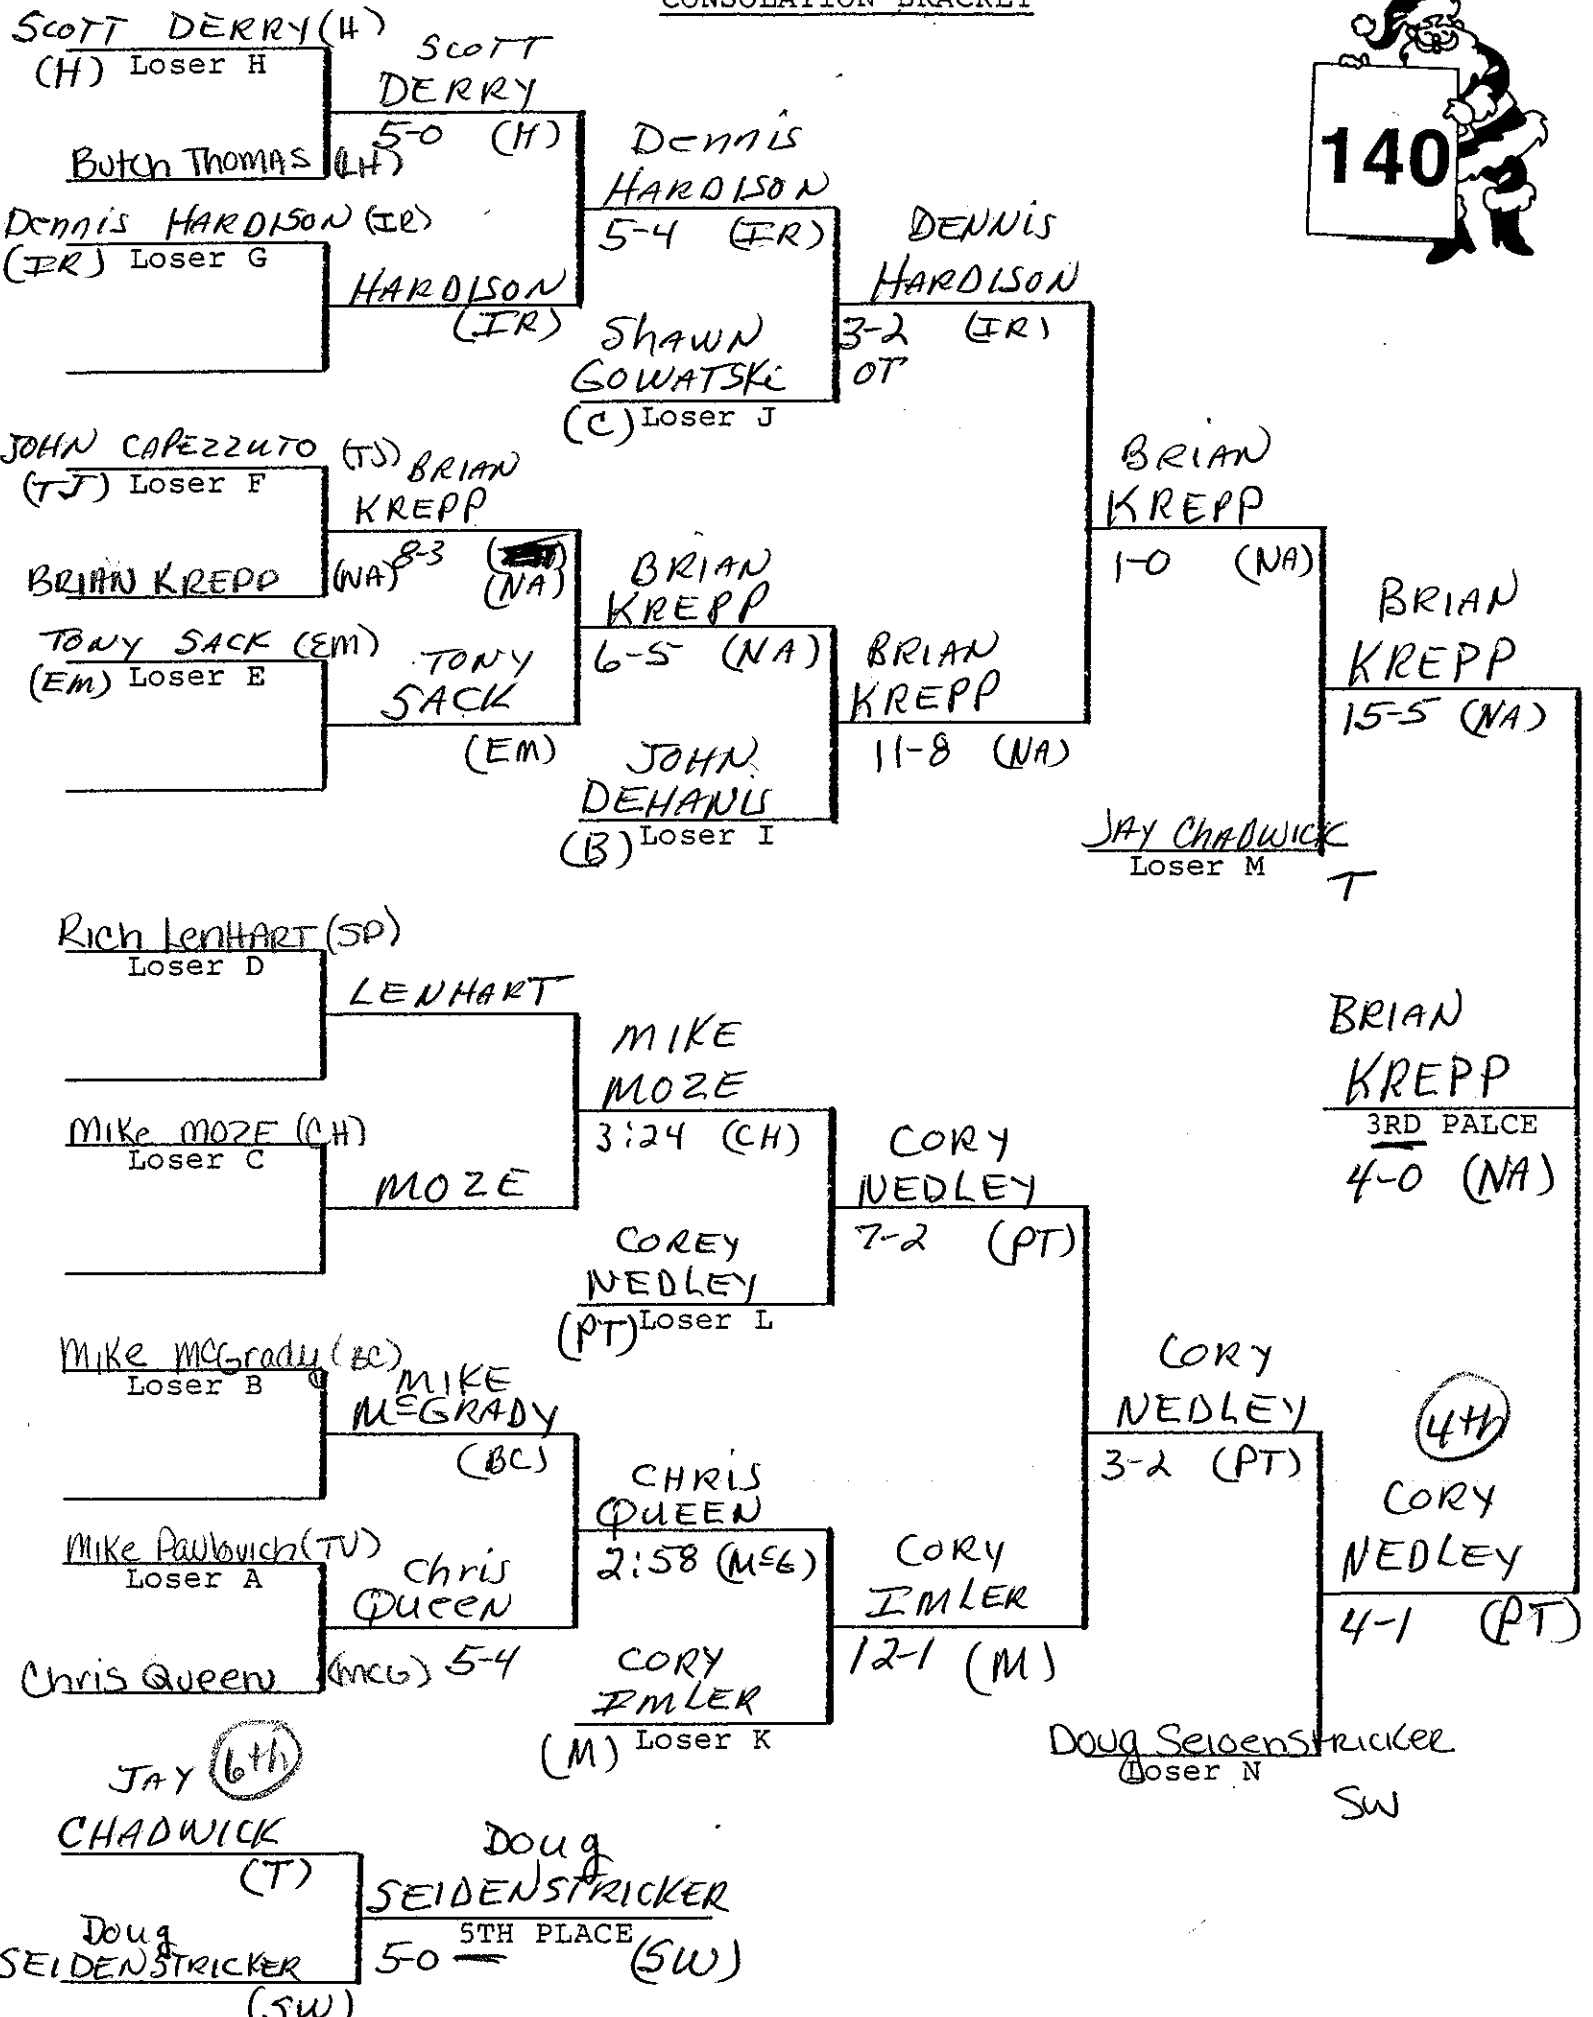 CONSOLATION BRACKET
140
SCOTT DERRY (H)
(H) Loser H
SCOTT
DERRY
5-0 (H)
Butch THOMAS (LH)
Dennis HARDISON (IR)
(IR) Loser G
HARDISON
(IR)
Dennis
HARDISON
5-4 (IR)
SHAWN
GOWATSKi
(C) Loser J
DENNIS
HARDISON
3-2 (IR)
OT
JOHN CAPEZZUTO (TJ)
(TJ) Loser F
BRIAN
KREPP
8-3
(NA)
BRIAN KREPP (NA)
TONY SACK (EM)
(EM) Loser E
TONY
SACK
(EM)
BRIAN
KREPP
6-5 (NA)
JOHN
DEHANIS
(B) Loser I
BRIAN
KREPP
11-8 (NA)
BRIAN
KREPP
1-0 (NA)
JAY CHADWICK
Loser M
T
BRIAN
KREPP
15-5 (NA)
Rich LenHART (SP)
Loser D
LENHART
Mike MOZE (CH)
Loser C
MOZE
MIKE
MOZE
3:24 (CH)
COREY
NEDLEY
(PT) Loser L
CORY
NEDLEY
7-2 (PT)
BRIAN
KREPP
3RD PALCE
4-0 (NA)
Mike McGrady (BC)
Loser B
MIKE
McGRADY
(BC)
Mike Pavlovich (TV)
Loser A
Chris
QUEEN
Chris Queen (McG) 5-4
CHRIS
QUEEN
2:58 (McG)
CORY
IMLER
(M) Loser K
CORY
IMLER
12-1 (M)
CORY
NEDLEY
3-2 (PT)
Doug SEIDENSTRICKER
Loser N
SW
4th
CORY
NEDLEY
4-1 (PT)
JAY 6th
CHADWICK
(T)
Doug
SEIDENSTRICKER
(SW)
Doug
SEIDENSTRICKER
5TH PLACE
5-0 (SW)